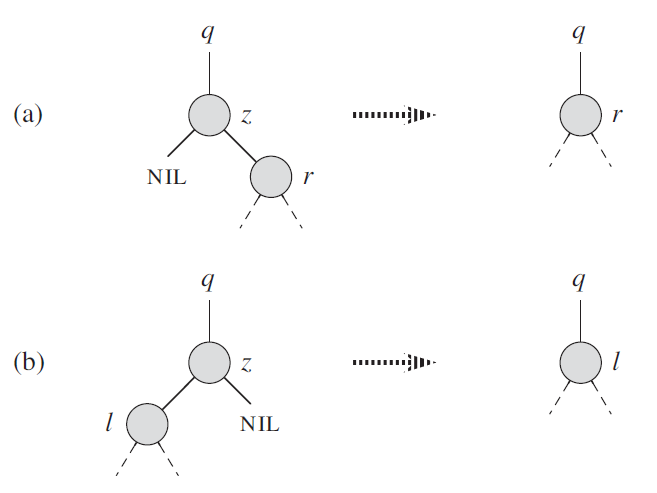 q q
(a) z r
NIL r
q q
(b) z l
l NIL